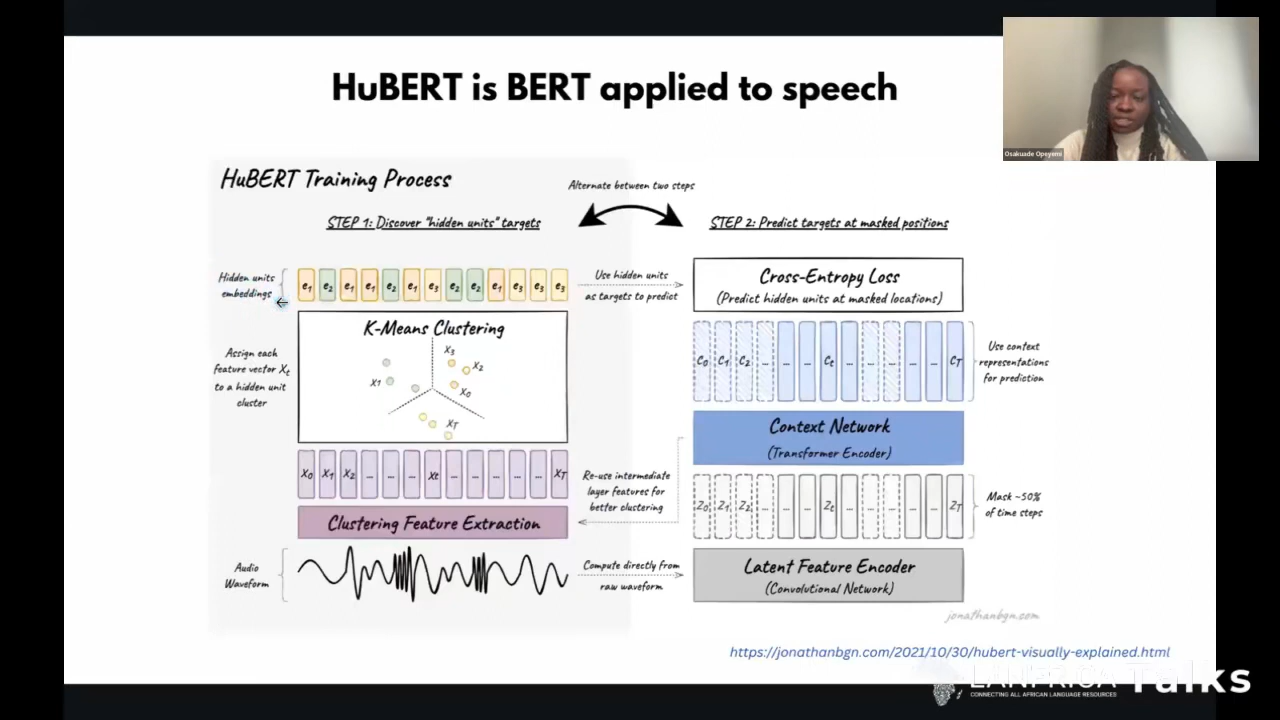 HuBERT is BERT applied to speech
Osakuade Opeyemi
HuBERT Training Process
Alternate between two steps
STEP 1: Discover "hidden units" targets
STEP 2: Predict targets at masked positions
Hidden units
embeddings
e1 e2 e1 e1 e2 e1 e3 e2 e2 e1 e3 e3 e3
Use hidden units
as targets to predict
Cross-Entropy Loss
(Predict hidden units at masked locations)
K-Means Clustering
X3
X2
X1
X0
XT
Assign each
feature vector Xt
to a hidden unit
cluster
C0 C1 C2 ... ... ... Ct ... ... ... ... ... CT
Use context
representations
for prediction
Context Network
(Transformer Encoder)
X0 X1 X2 ... ... ... Xt ... ... ... ... ... XT
Re-use intermediate
layer features for
better clustering
Z0 Z1 Z2 ... ... ... Zt ... ... ... ... ... ZT
Mask ~50%
of time steps
Clustering Feature Extraction
Audio
Waveform
Compute directly from
raw waveform
Latent Feature Encoder
(Convolutional Network)
jonathanbgn.com
https://jonathanbgn.com/2021/10/30/hubert-visually-explained.html
LANFRICA Talks
CONNECTING ALL AFRICAN LANGUAGE RESOURCES